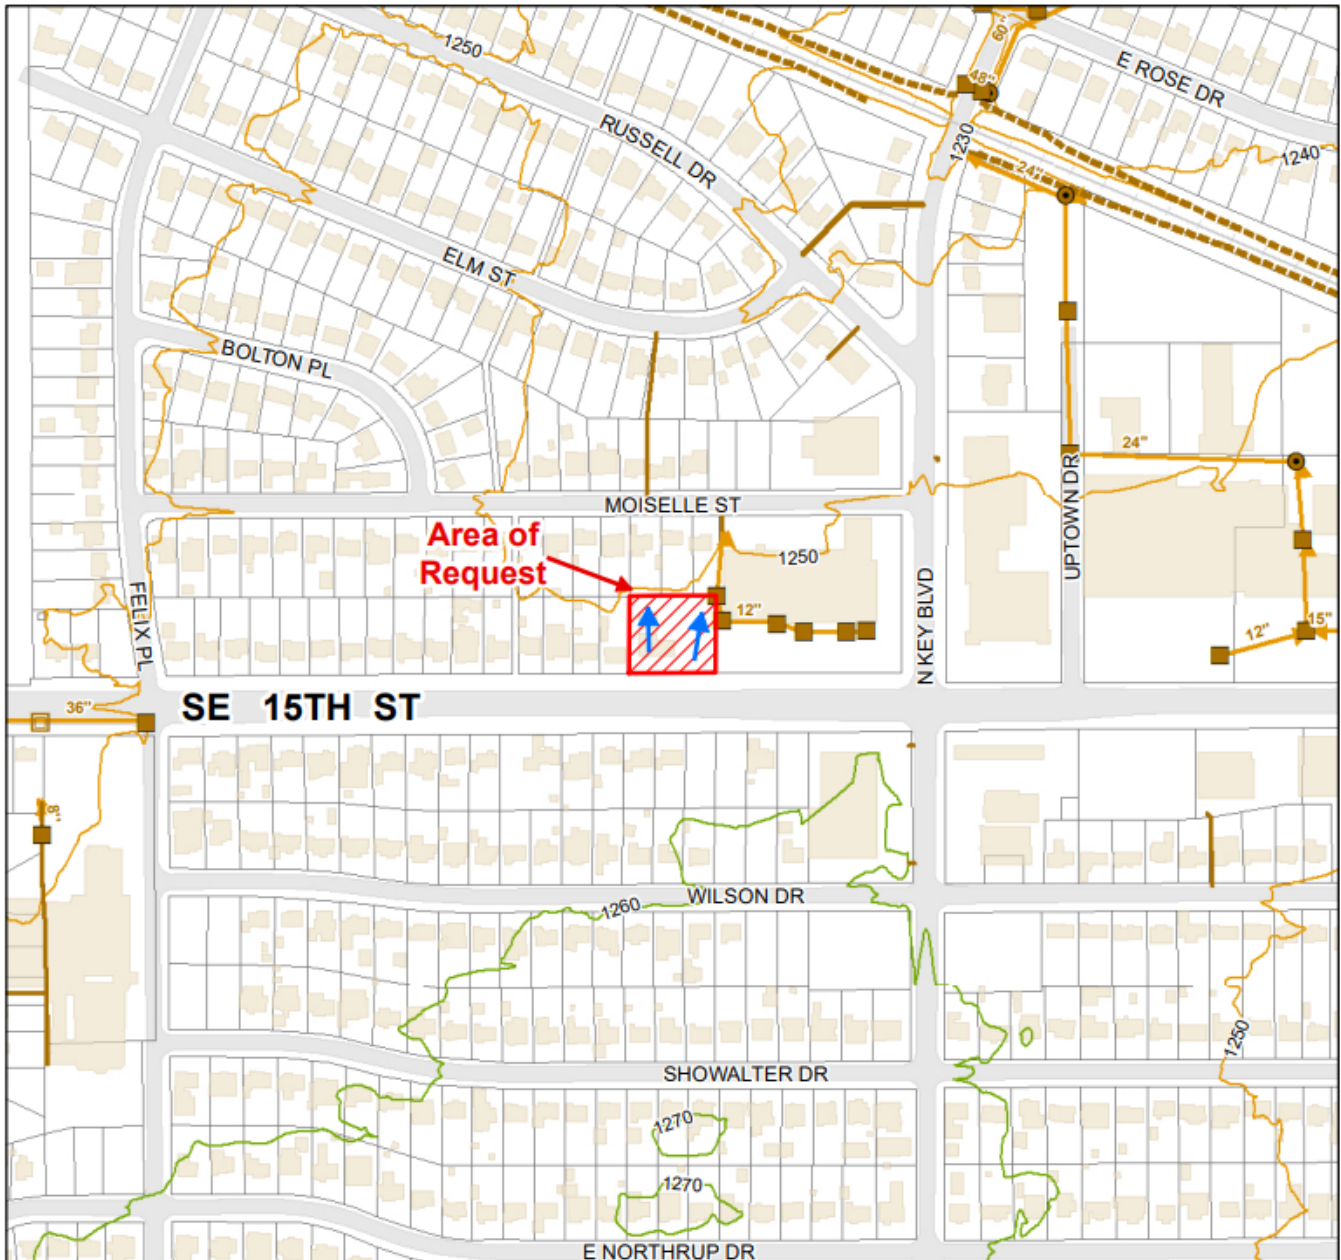 60"
E ROSE DR
1250
48"
RUSSELL DR
1230
1240
24"
ELM ST
BOLTON PL
24"
UPTOWN DR
MOISELLE ST
Area of
Request
1250
FELIX PL
N KEY BLVD
12"
15"
12"
36"
SE 15TH ST
8"
WILSON DR
1260
1250
SHOWALTER DR
1270
1270
E NORTHRUP DR